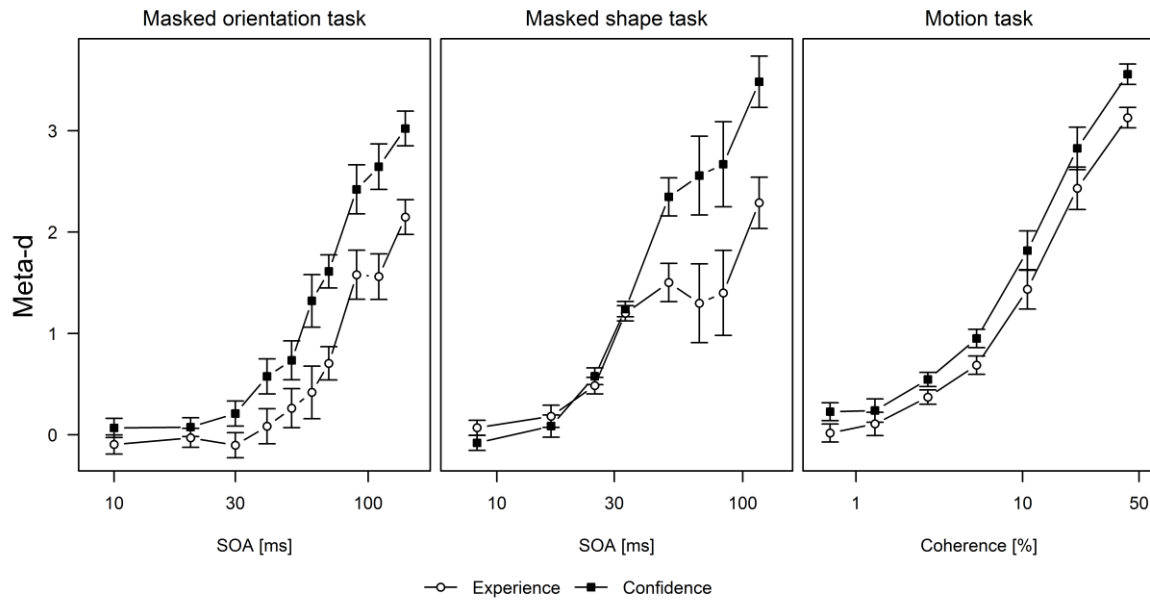 Masked orientation task
Masked shape task
Motion task
Meta-d
3
2
1
0
10 30 100
10 30 100
1 10 50
SOA [ms]
SOA [ms]
Coherence [%]
Experience Confidence